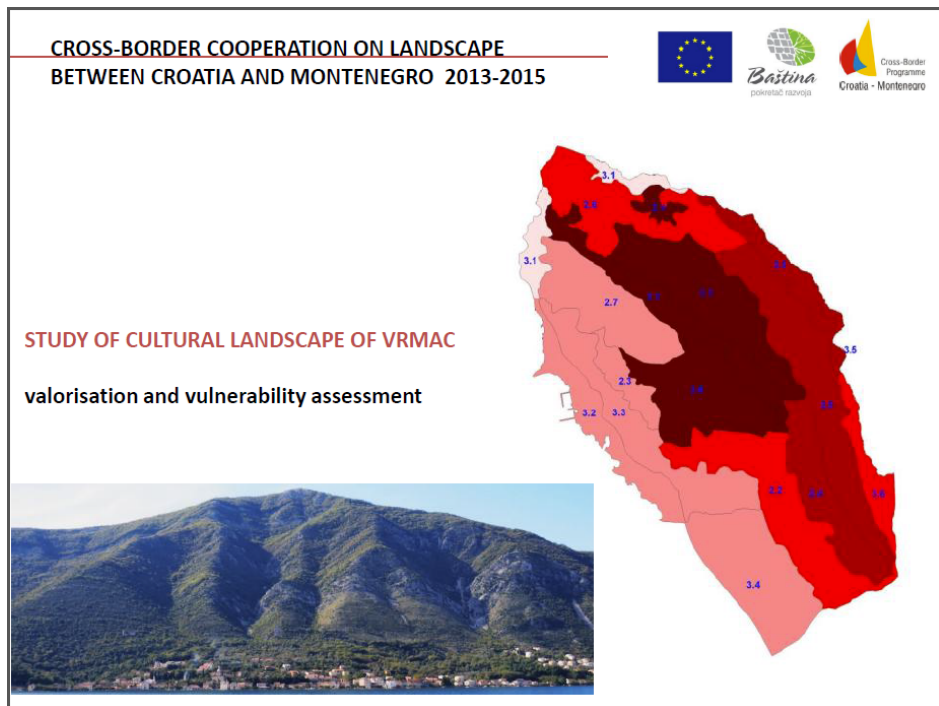 CROSS-BORDER COOPERATION ON LANDSCAPE
BETWEEN CROATIA AND MONTENEGRO 2013-2015
Baština
pokretač razvoja
Cross-Border
Programme
Croatia - Montenegro
STUDY OF CULTURAL LANDSCAPE OF VRMAC
valorisation and vulnerability assessment
3.1
2.6
3.1
2.7
3.5
2.3
3.2
3.3
2.2
3.6
3.4